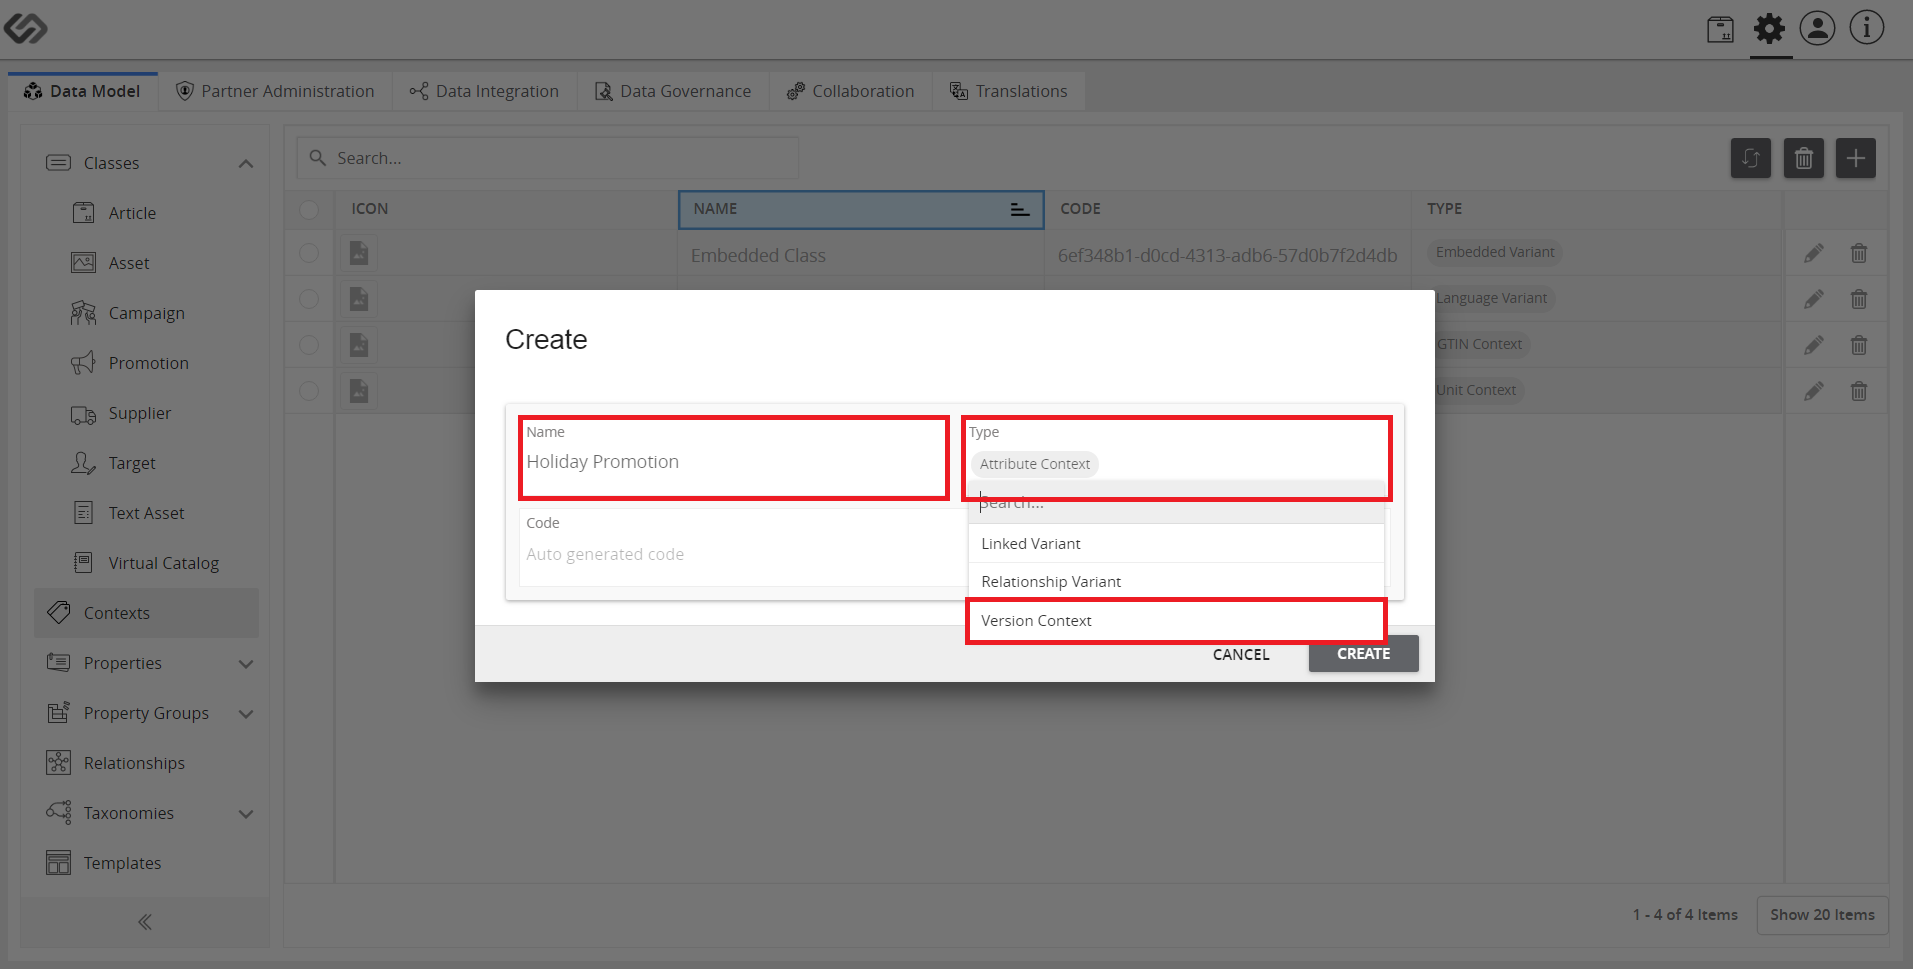 Data Model
Partner Administration
Data Integration
Data Governance
Collaboration
Translations
Classes
Article
Asset
Campaign
Promotion
Supplier
Target
Text Asset
Virtual Catalog
Contexts
Properties
Property Groups
Relationships
Taxonomies
Templates
Search...
ICON
NAME
CODE
TYPE
Embedded Class
6ef348b1-d0cd-4313-adb6-57d0b7f2d4db
Embedded Variant
Language Variant
GTIN Context
Unit Context
Create
Name
Holiday Promotion
Type
Attribute Context
Search...
Code
Auto generated code
Linked Variant
Relationship Variant
Version Context
CANCEL
CREATE
1 - 4 of 4 Items
Show 20 Items